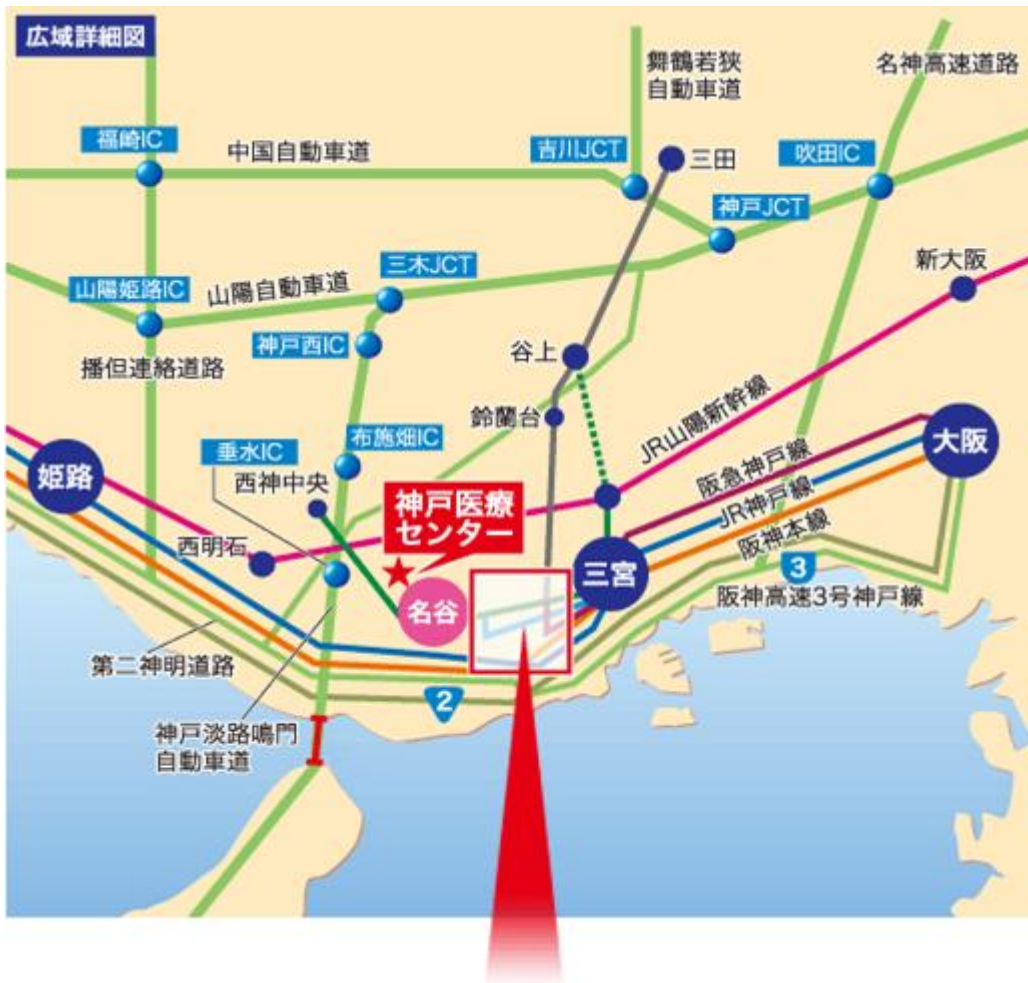 広域詳細図
舞鶴若狭
自動車道
名神高速道路
福崎IC
中国自動車道
吉川JCT
三田
吹田IC
神戸JCT
三木JCT
新大阪
山陽姫路IC
山陽自動車道
神戸西IC
播但連絡道路
谷上
鈴蘭台
JR山陽新幹線
布施畑IC
垂水IC
姫路
西神中央
神戸医療
センター
阪急神戸線
大阪
JR神戸線
阪神本線
西明石
三宮
3
名谷
阪神高速3号神戸線
第二神明道路
2
神戸淡路鳴門
自動車道